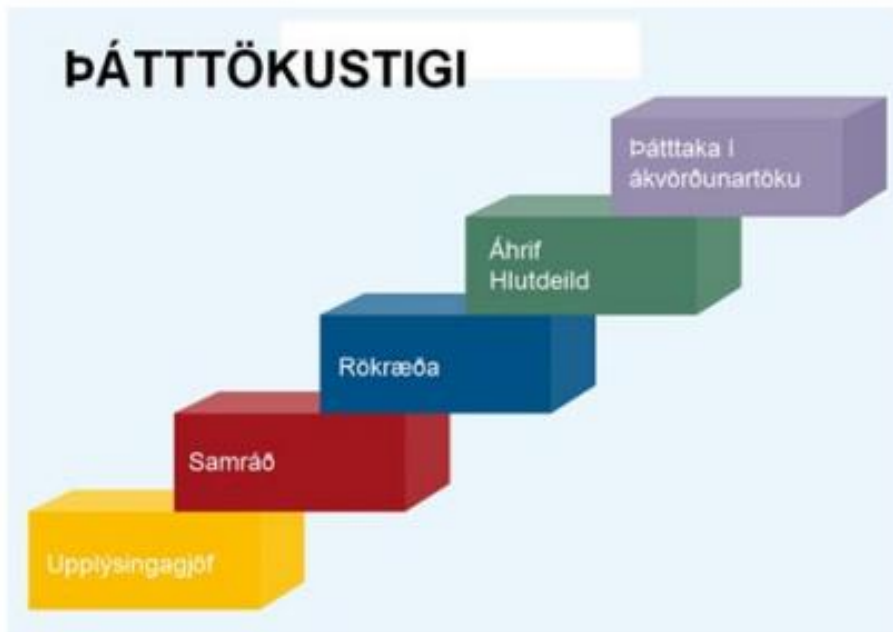 ÞÁTTTÖKUSTIGI
Þátttaka í
ákvörðunartöku
Áhrif
Hlutdeild
Rökræða
Samráð
Upplýsingagjöf